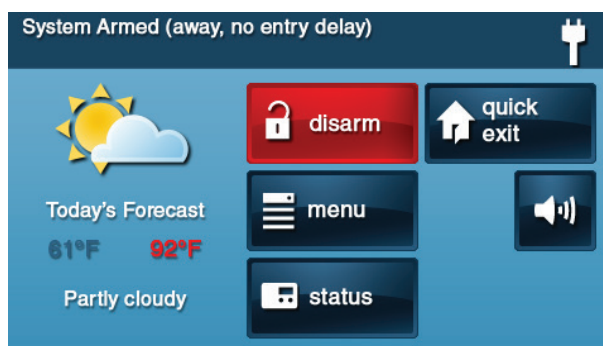 System Armed (away, no entry delay)
disarm
quick
exit
Today's Forecast
menu
61°F 92°F
Partly cloudy
status